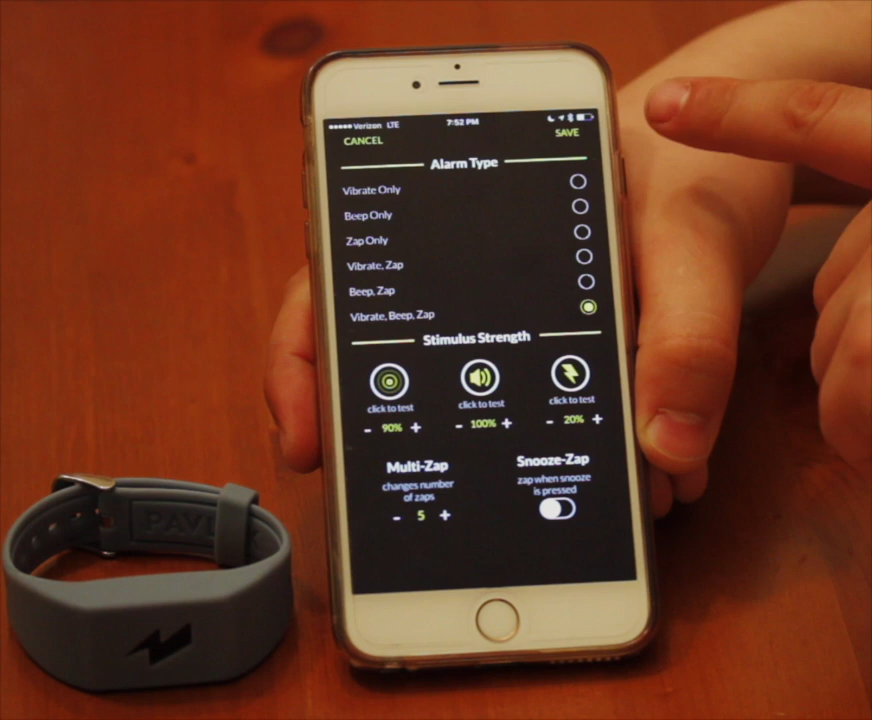 Verizon LTE 7:52 PM
CANCEL SAVE
Alarm Type
Vibrate Only
Beep Only
Zap Only
Vibrate, Zap
Beep, Zap
Vibrate, Beep, Zap
Stimulus Strength
click to test click to test click to test
- 90% + - 100% + - 20% +
Multi-Zap Snooze-Zap
changes number zap when snooze
of zaps is pressed
- 5 +